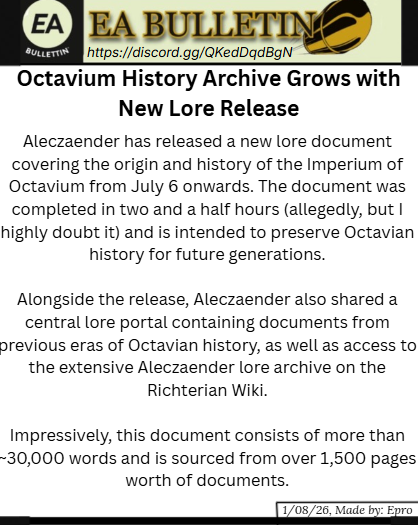 EA BULLETIN
EA
BULLETTIN
https://discord.gg/QKedDqdBgN
Octavium History Archive Grows with
New Lore Release
Aleczaender has released a new lore document
covering the origin and history of the Imperium of
Octavium from July 6 onwards. The document was
completed in two and a half hours (allegedly, but I
highly doubt it) and is intended to preserve Octavian
history for future generations.
Alongside the release, Aleczaender also shared a
central lore portal containing documents from
previous eras of Octavian history, as well as access to
the extensive Aleczaender lore archive on the
Richterian Wiki.
Impressively, this document consists of more than
~30,000 words and is sourced from over 1,500 pages
worth of documents.
1/08/26, Made by: Epro